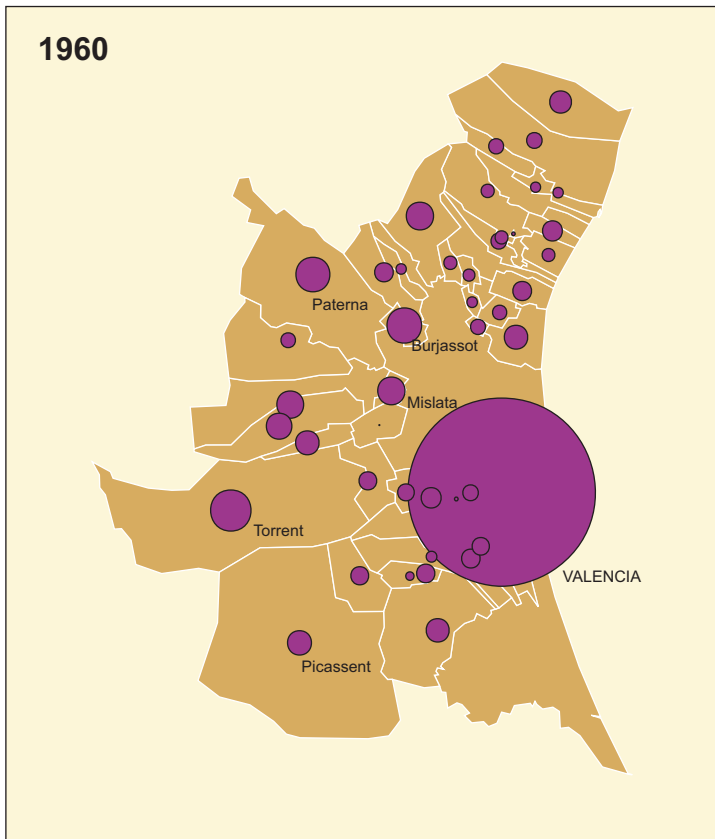 1960
Paterna
Burjassot
Mislata
Torrent
VALENCIA
Picassent